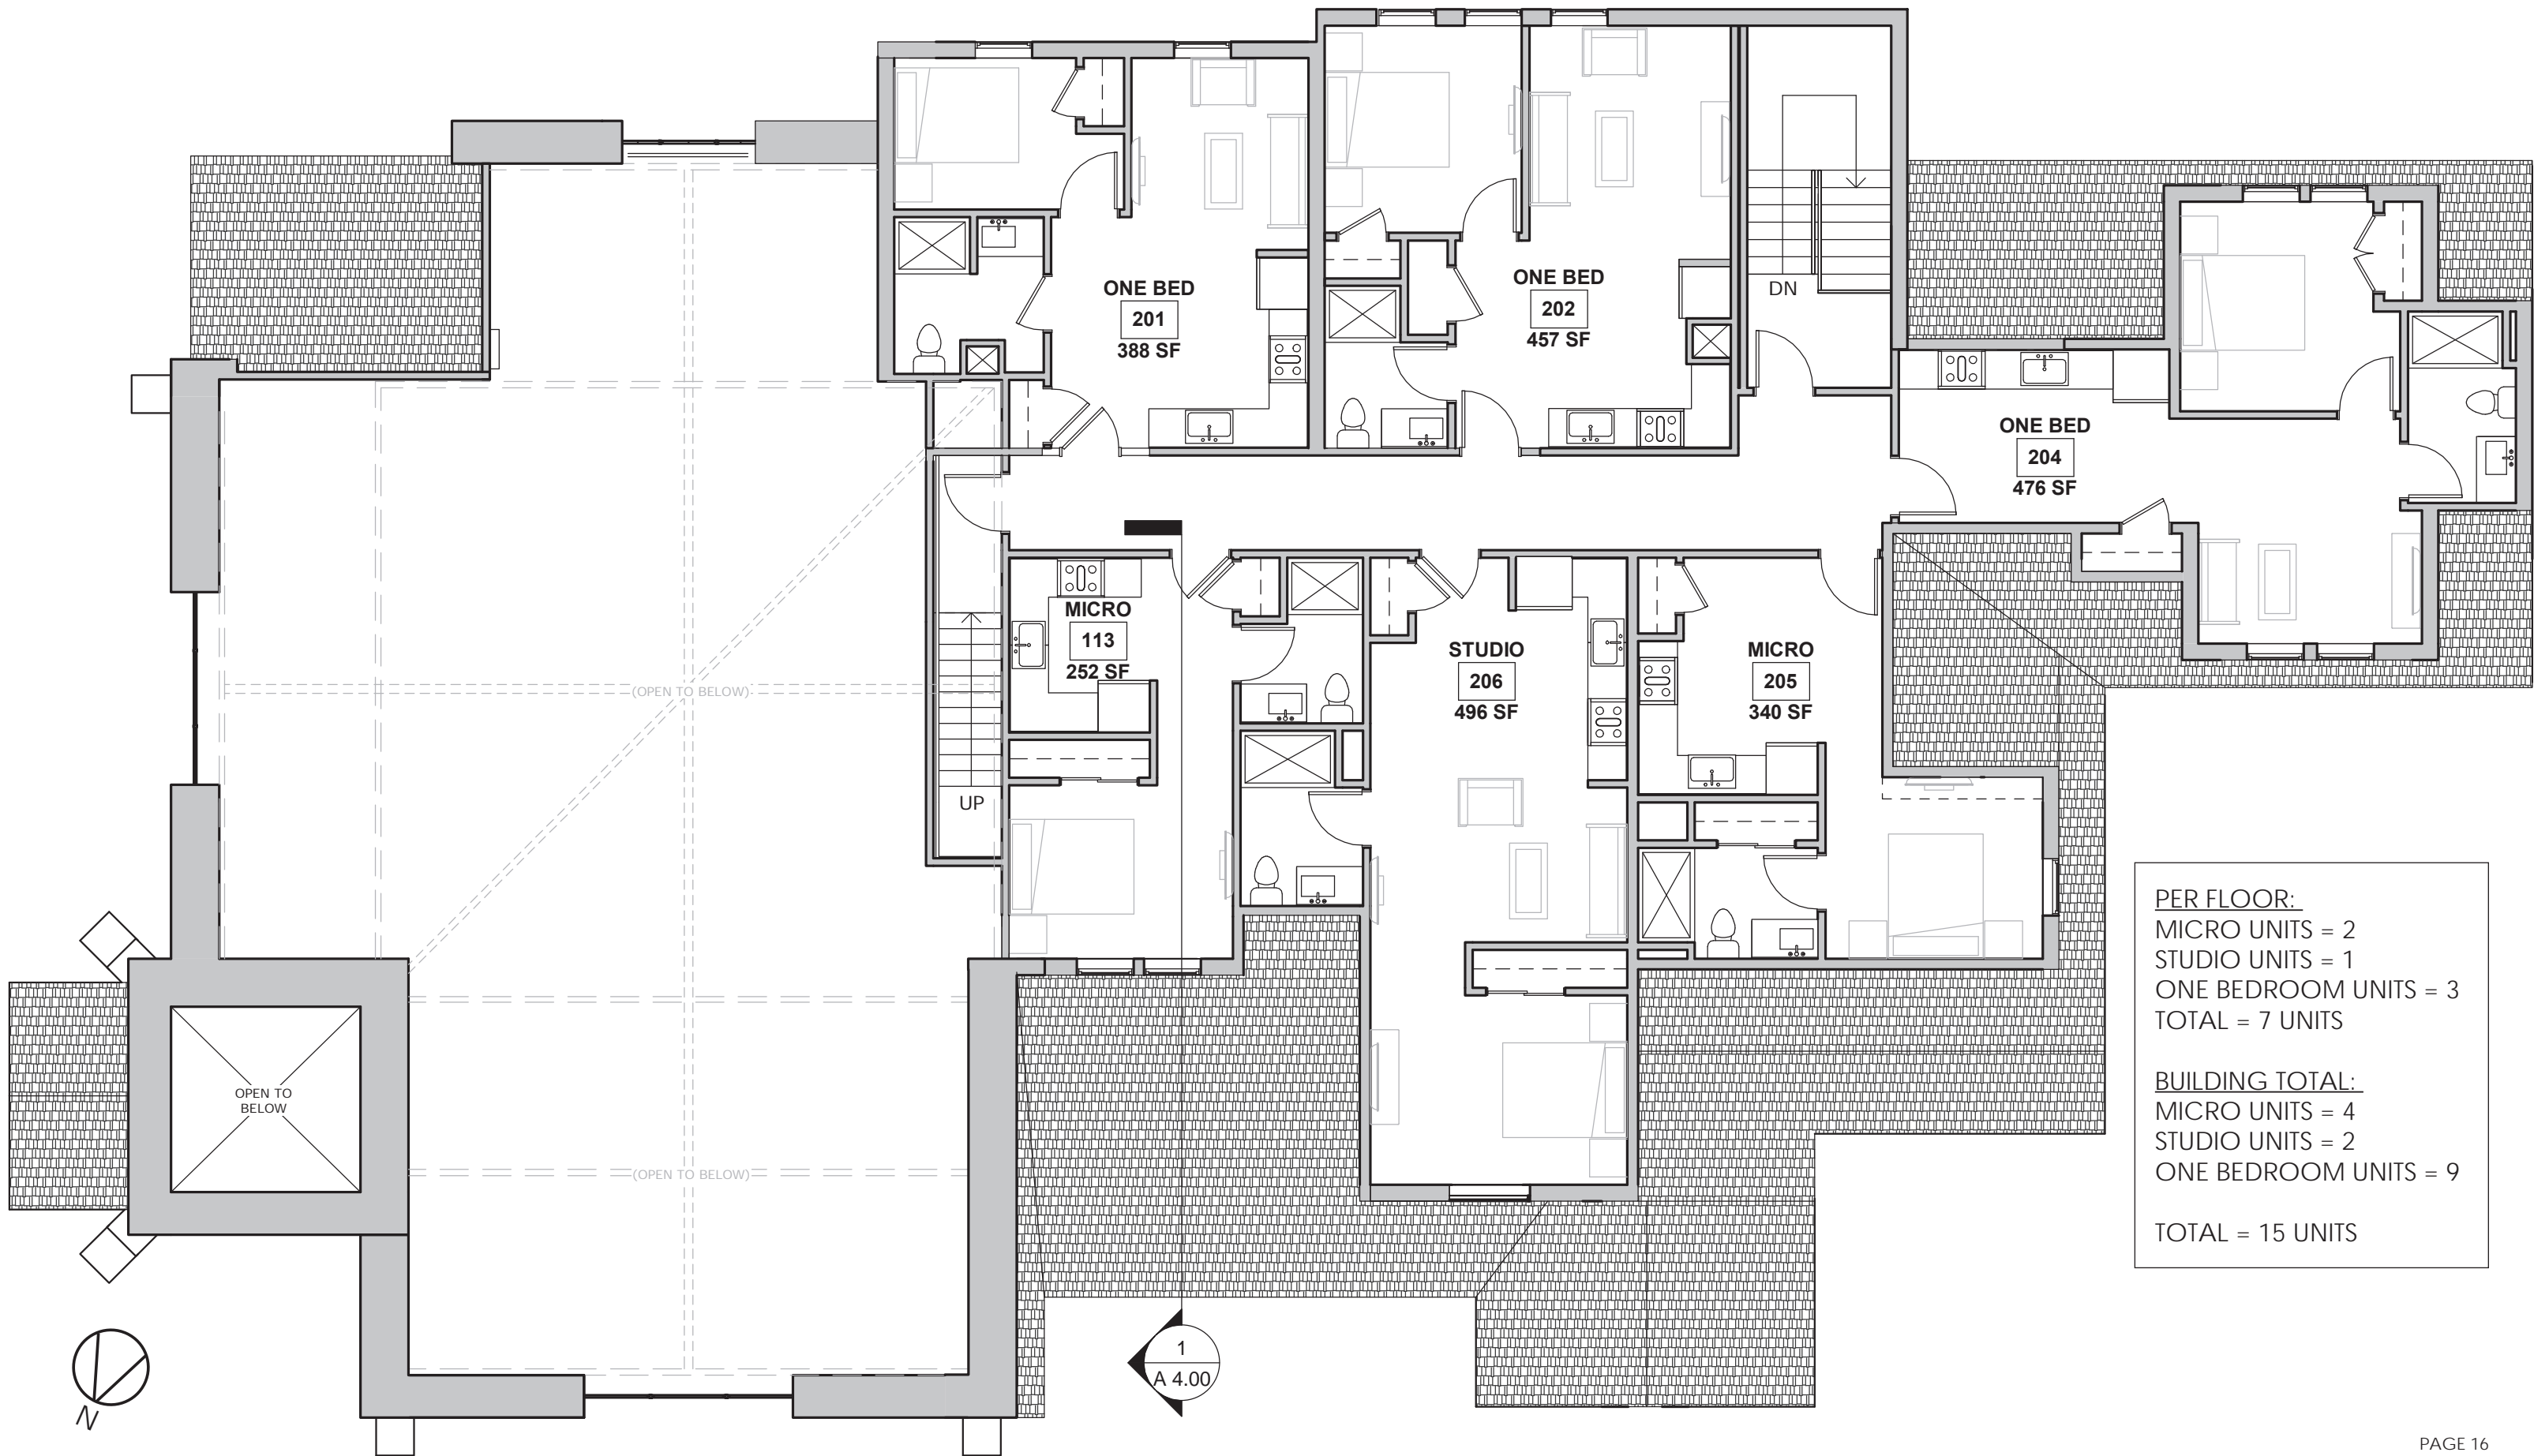 ONE BED
201
388 SF
ONE BED
202
457 SF
DN
ONE BED
204
476 SF
MICRO
113
252 SF
STUDIO
206
496 SF
MICRO
205
340 SF
(OPEN TO BELOW)
UP
OPEN TO
BELOW
(OPEN TO BELOW)
PER FLOOR:
MICRO UNITS = 2
STUDIO UNITS = 1
ONE BEDROOM UNITS = 3
TOTAL = 7 UNITS
BUILDING TOTAL:
MICRO UNITS = 4
STUDIO UNITS = 2
ONE BEDROOM UNITS = 9
TOTAL = 15 UNITS
1
A 4.00
N
PAGE 16